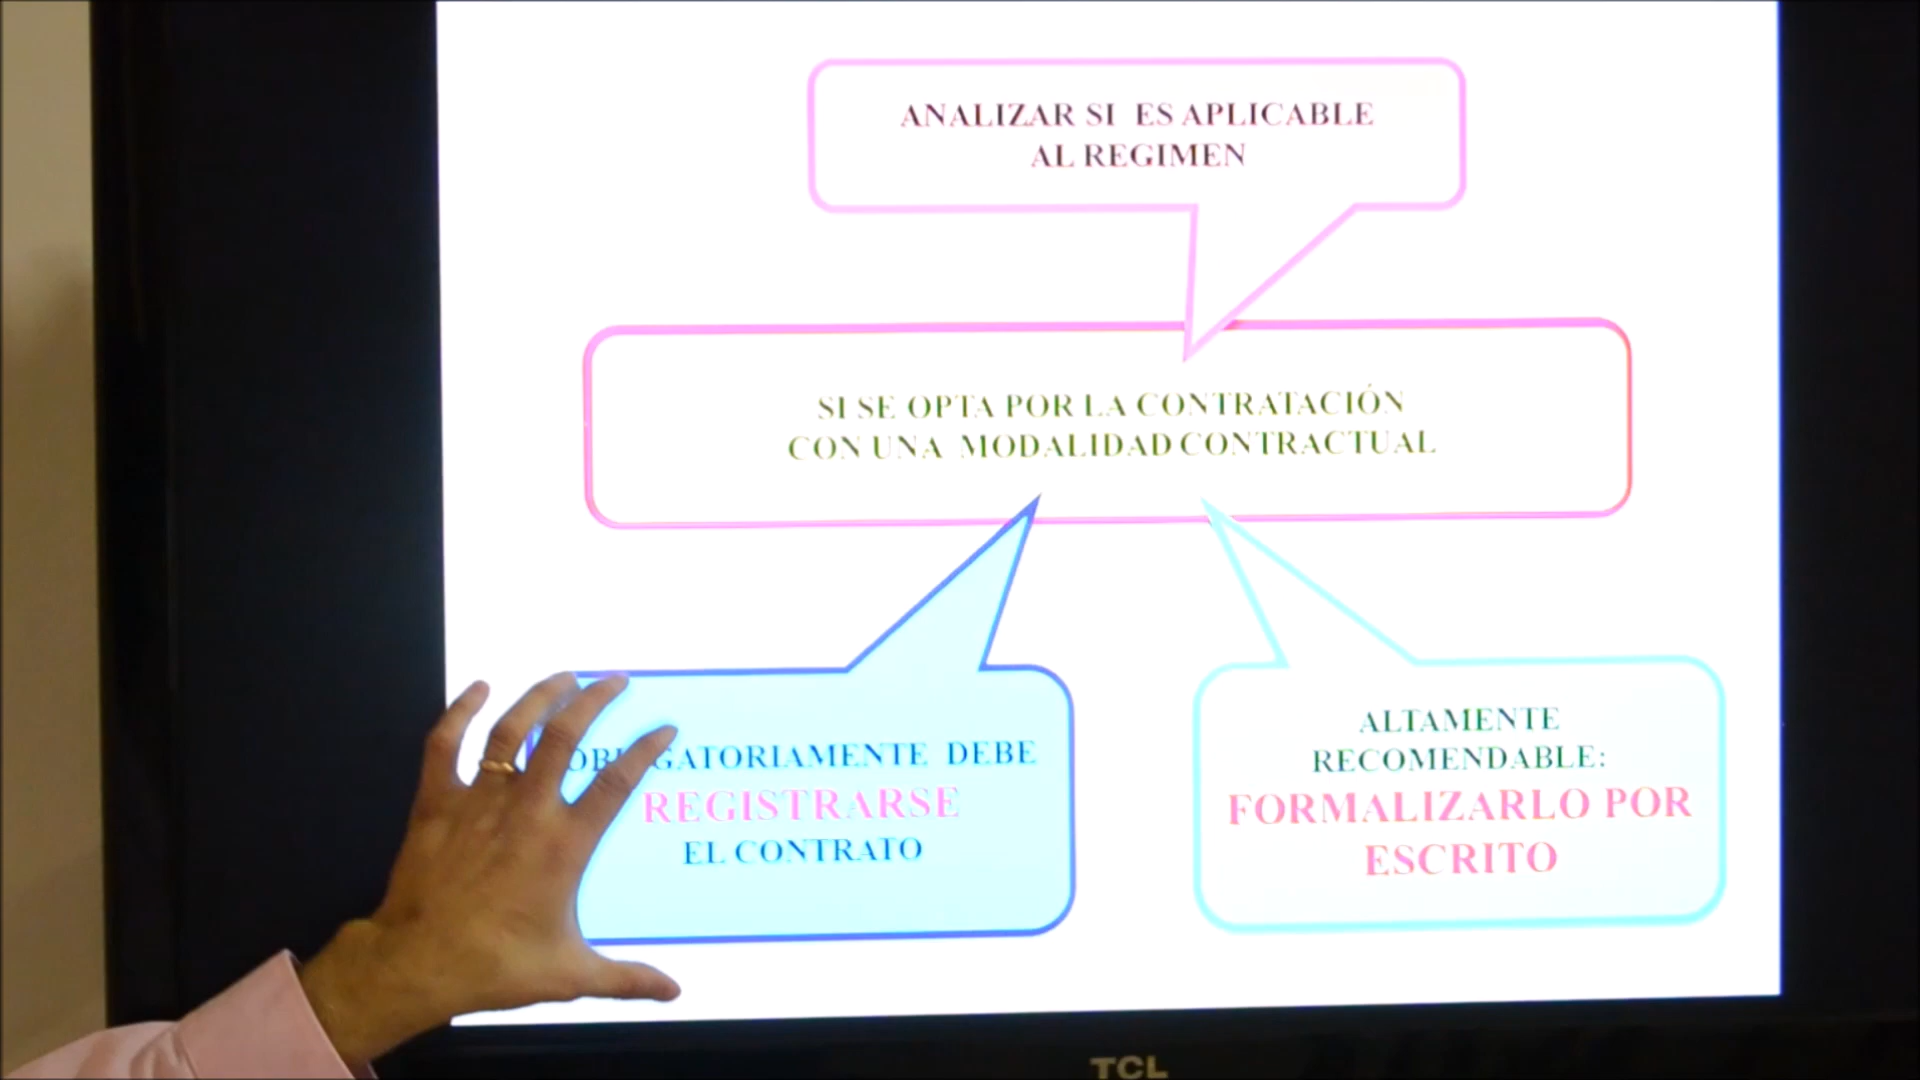 ANALIZAR SI ES APLICABLE
AL REGIMEN
SI SE OPTA POR LA CONTRATACIÓN
CON UNA MODALIDAD CONTRACTUAL
OBLIGATORIAMENTE DEBE
REGISTRARSE
EL CONTRATO
ALTAMENTE
RECOMENDABLE:
FORMALIZARLO POR
ESCRITO
TCL